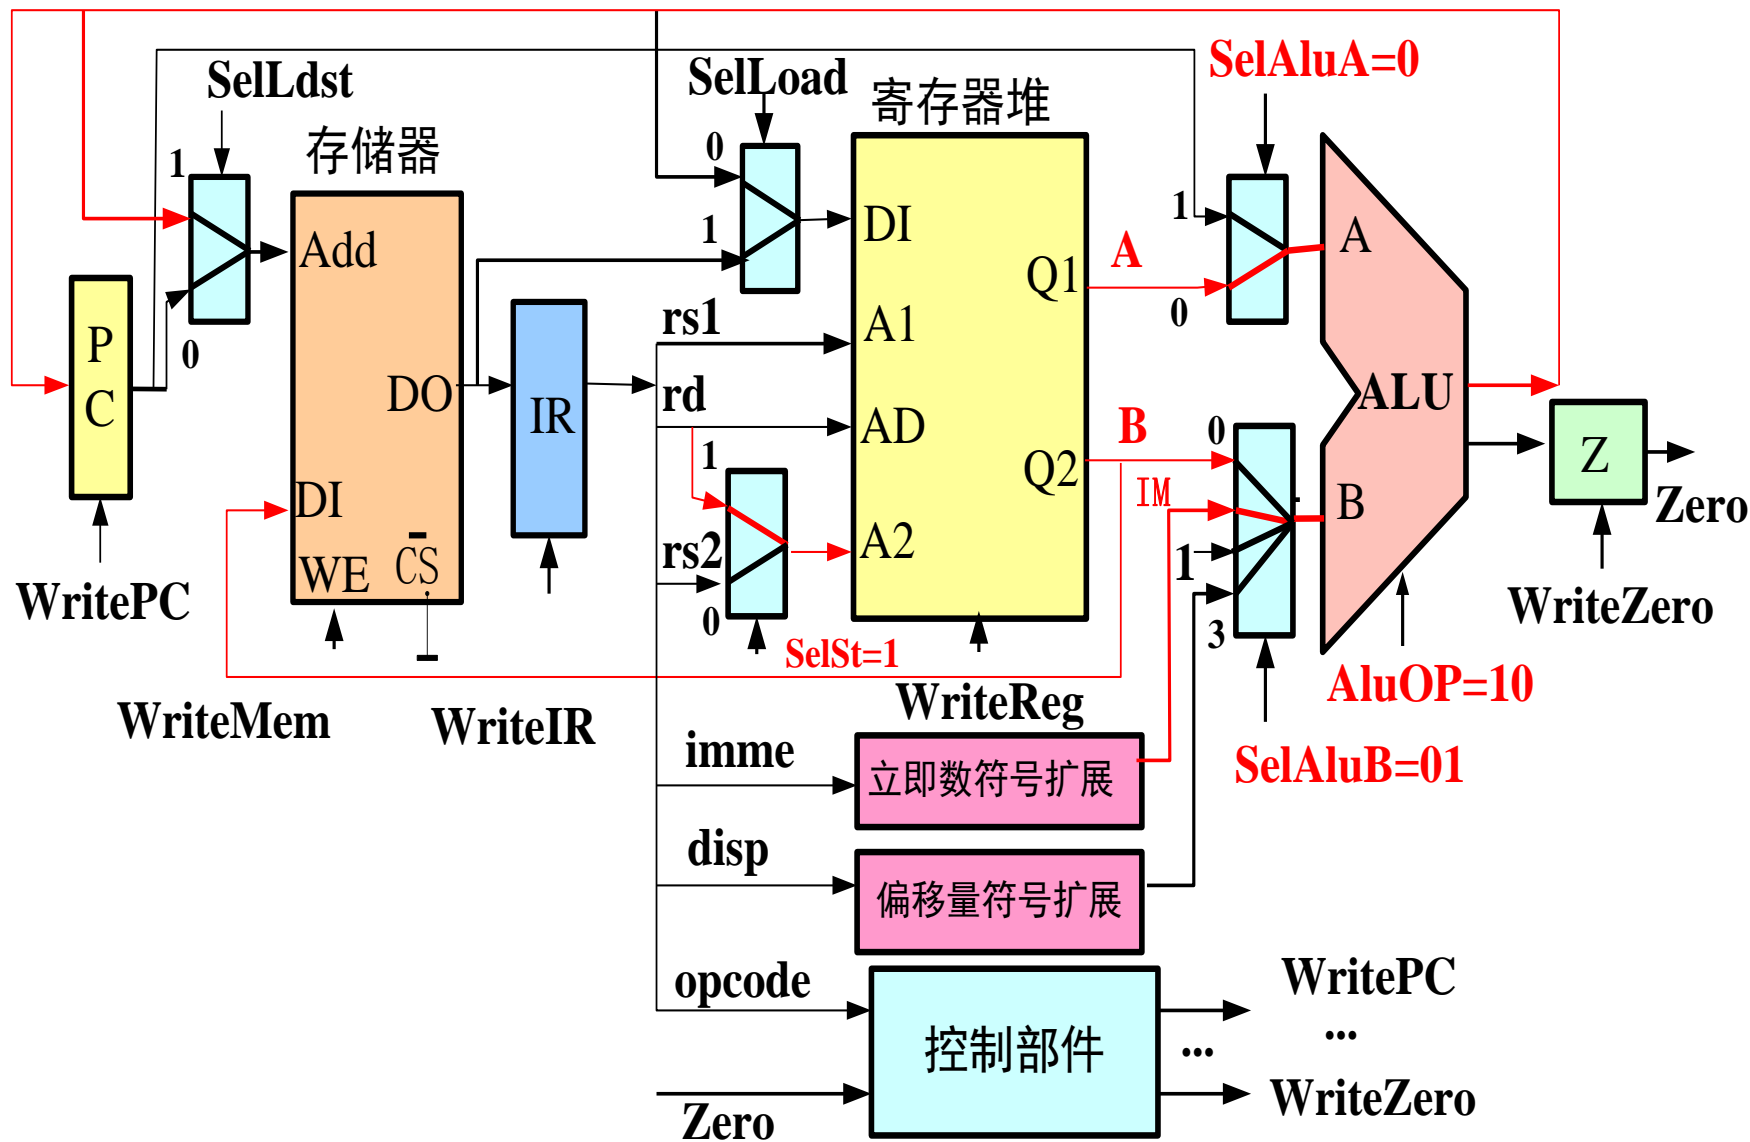 SelAluA=0
SelLdst
SelLoad
寄存器堆
存储器
1
0
0
1
1
0
P
C
Add
DO
DI
WE
CS
IR
rs1
rd
1
rs2
0
DI
A1
AD
A2
Q1
Q2
A
B
IM
0
1
3
A
ALU
B
Z
Zero
WritePC
WriteMem
WriteIR
SelSt=1
WriteReg
AluOP=10
WriteZero
SelAluB=01
imme
立即数符号扩展
disp
偏移量符号扩展
opcode
控制部件
Zero
WritePC
...
...
WriteZero